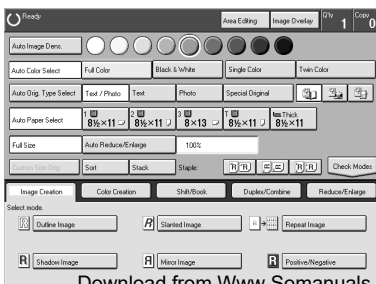 Ready Area Editing Image Overlay Q'ty 1 Copy 0
Auto Image Dens.
Auto Color Select Full Color Black & White Single Color Twin Color
Auto Orig. Type Select Text / Photo Text Photo Special Original
Auto Paper Select 1 8½×11 2 8½×11 3 8×13 T 8½×11 Thick 8½×11
Full Size Auto Reduce/Enlarge 100%
Custom Size Orig. Sort Stack Staple: Check Modes
Image Creation Color Creation Shift/Book Duplex/Combine Reduce/Enlarge
Select mode.
R Outline Image R Slanted Image Repeat Image
R Shadow Image Я Mirror Image R Positive/Negative
Download from Www.Somanuals